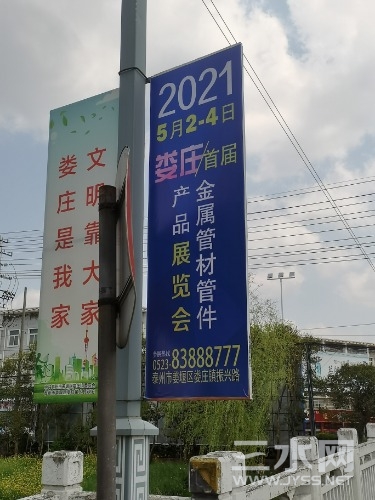 2021
5月2-4日
娄庄/首届
金属管材管件
产品展览会
0523-83888777
泰州市姜堰区娄庄镇振兴路
文明靠大家
娄庄是我家
三水网
WWW.JYSS.NET